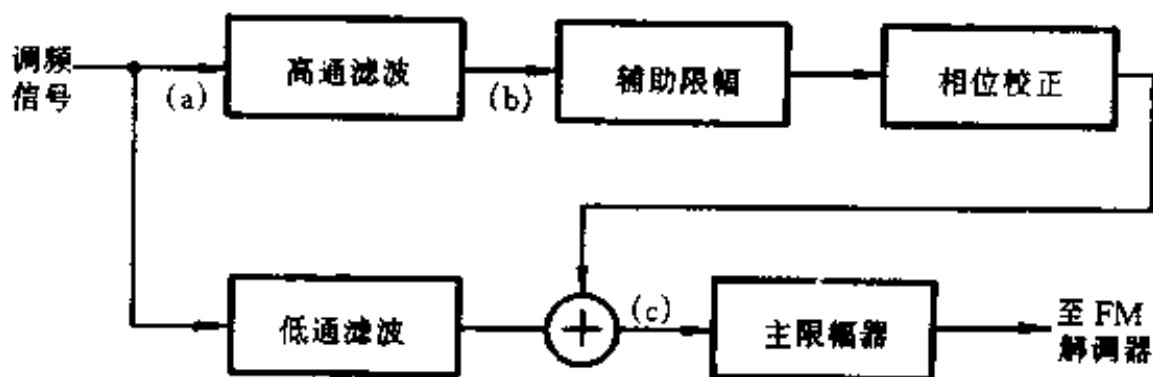 调频
信号
(a)
高通滤波
(b)
辅助限幅
相位校正
低通滤波
(c)
主限幅器
至 FM
解调器